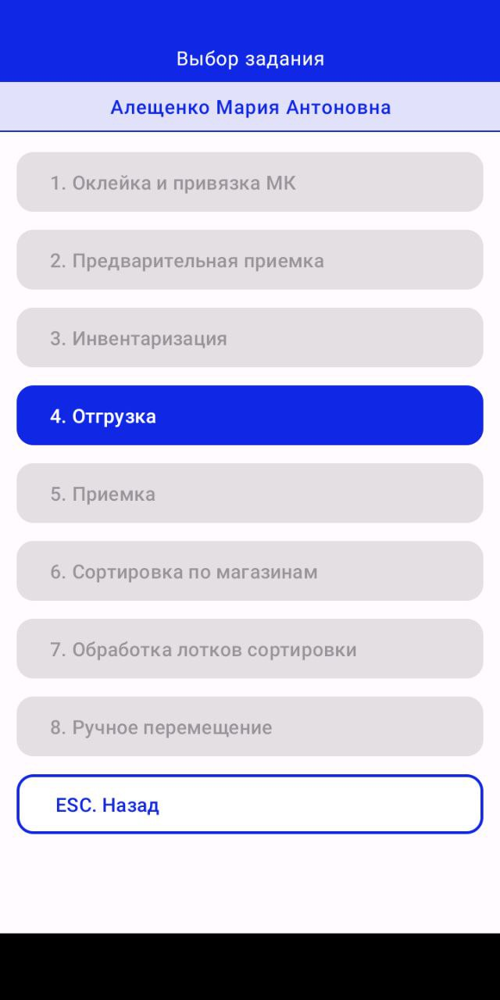 Выбор задания
Алещенко Мария Антоновна
1. Оклейка и привязка МК
2. Предварительная приемка
3. Инвентаризация
4. Отгрузка
5. Приемка
6. Сортировка по магазинам
7. Обработка лотков сортировки
8. Ручное перемещение
ESC. Назад